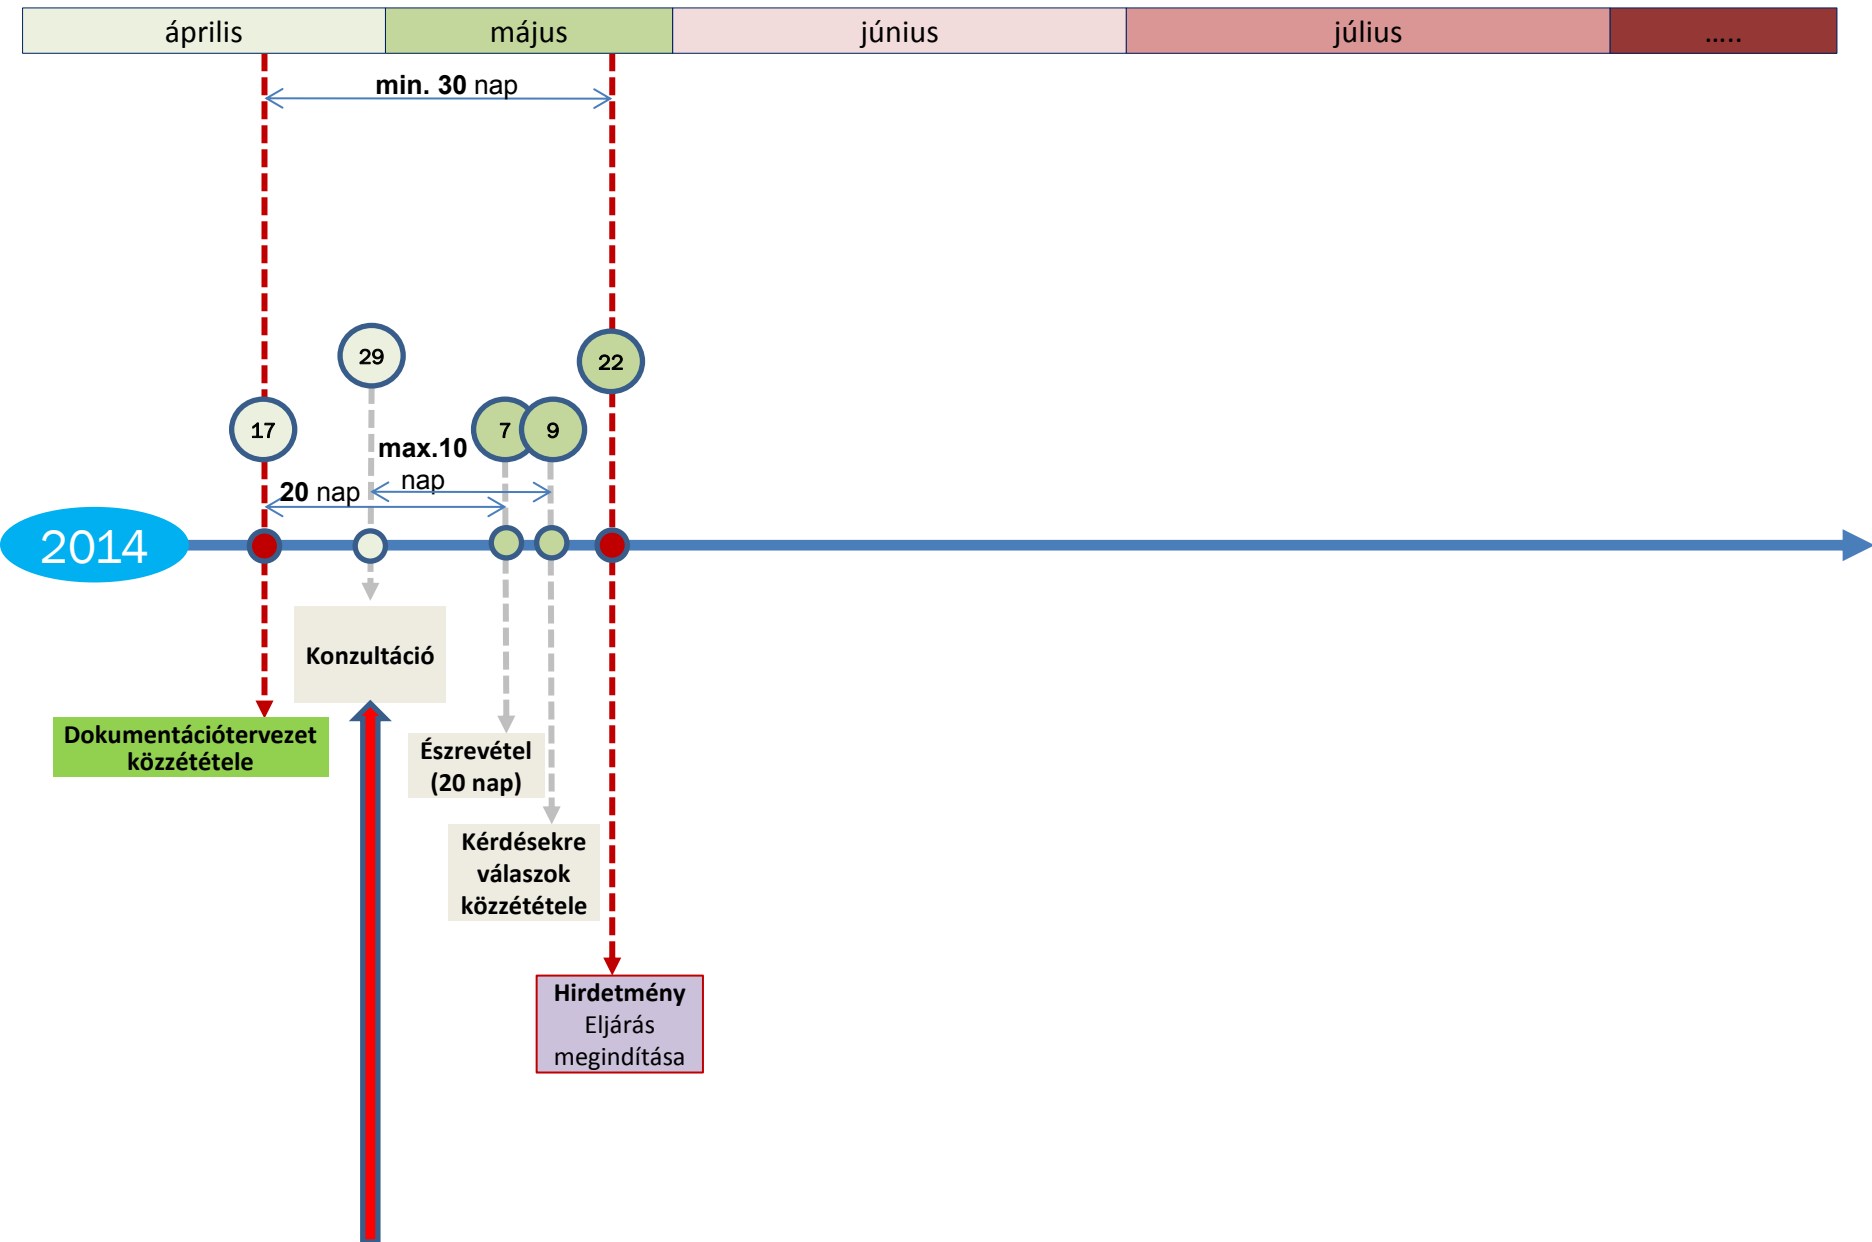 április
május
június
július
.....
min. 30 nap
29
22
17
7
9
max.10
nap
20 nap
2014
Konzultáció
Dokumentációtervezet
közzététele
Észrevétel
(20 nap)
Kérdésekre
válaszok
közzététele
Hirdetmény
Eljárás
megindítása